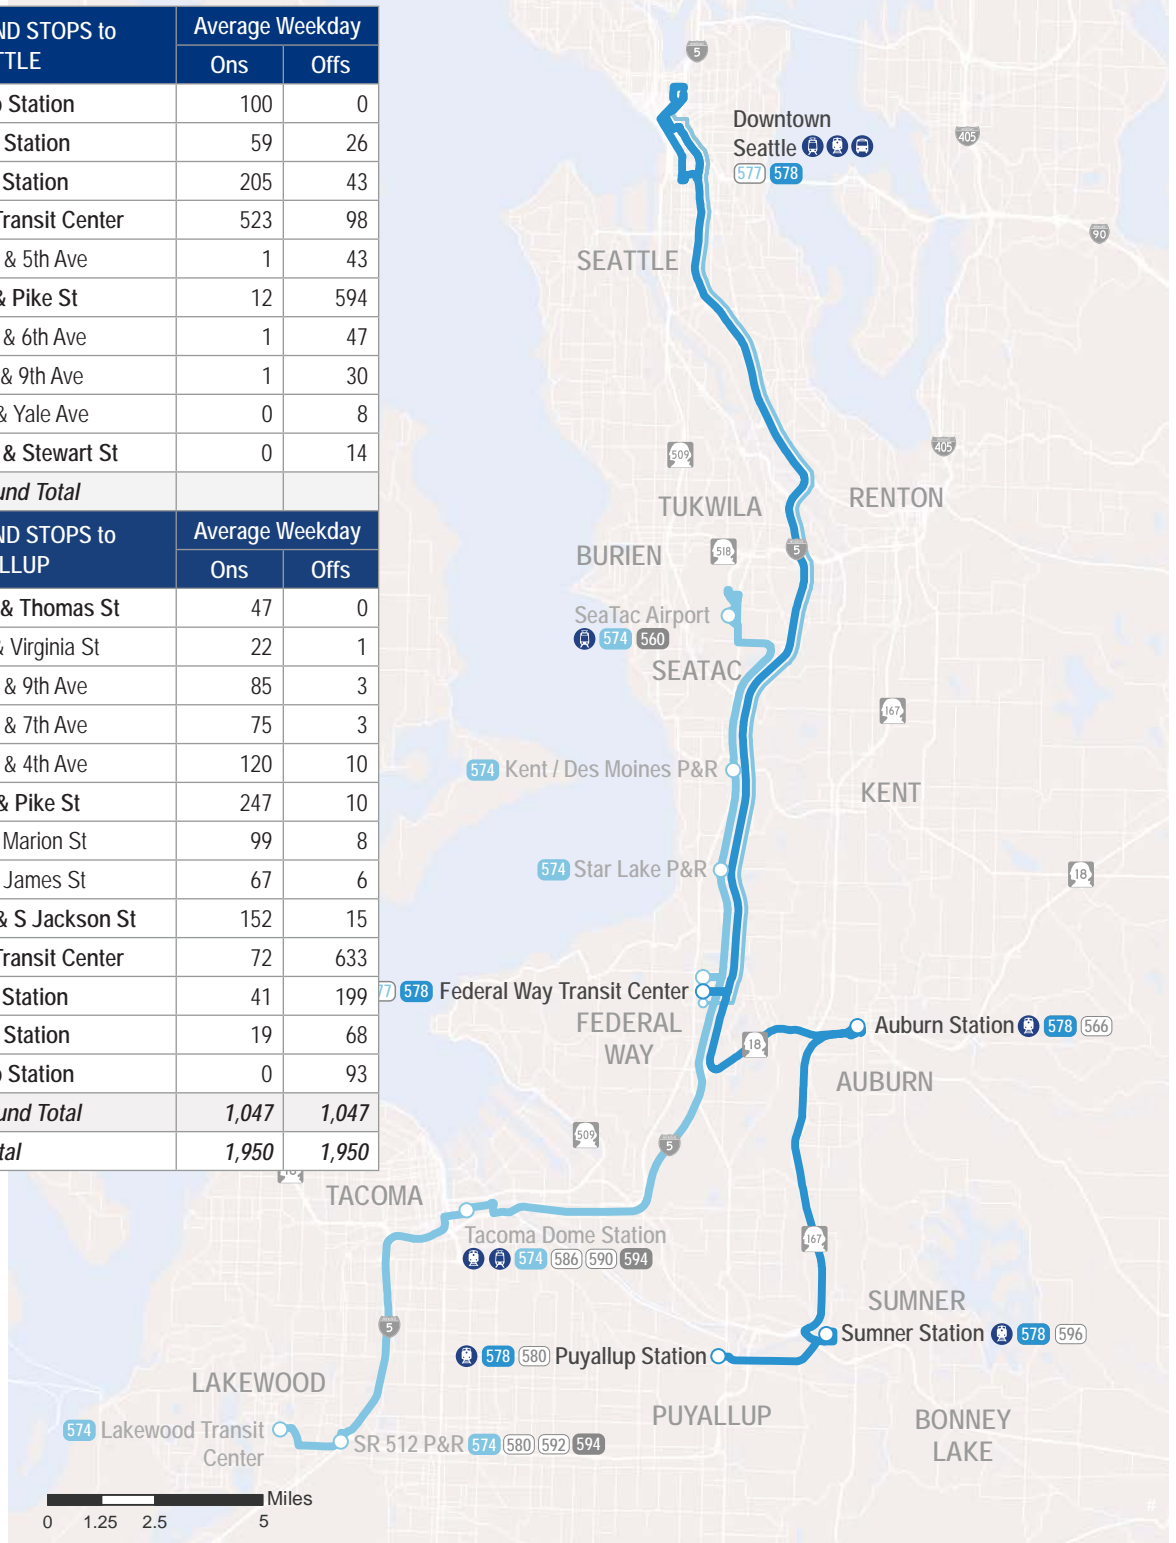 ND STOPS to
TTLE
Average Weekday
Ons Offs
Station 100 0
Station 59 26
Station 205 43
Transit Center 523 98
& 5th Ave 1 43
& Pike St 12 594
& 6th Ave 1 47
& 9th Ave 1 30
& Yale Ave 0 8
& Stewart St 0 14
und Total
ND STOPS to
LLUP
Average Weekday
Ons Offs
& Thomas St 47 0
& Virginia St 22 1
& 9th Ave 85 3
& 7th Ave 75 3
& 4th Ave 120 10
& Pike St 247 10
Marion St 99 8
James St 67 6
& S Jackson St 152 15
Transit Center 72 633
Station 41 199
Station 19 68
Station 0 93
und Total 1,047 1,047
tal 1,950 1,950
5
Downtown
Seattle
577 578
405
90
SEATTLE
509
405
TUKWILA
RENTON
BURIEN
518
5
SeaTac Airport
574 560
SEATAC
167
574 Kent / Des Moines P&R
KENT
574 Star Lake P&R
18
578 Federal Way Transit Center
FEDERAL
WAY
18
Auburn Station 578 566
AUBURN
509
5
TACOMA
Tacoma Dome Station
574 586 590 594
167
5
SUMNER
Sumner Station 578 596
578 580 Puyallup Station
LAKEWOOD
PUYALLUP
BONNEY
LAKE
574 Lakewood Transit
Center
SR 512 P&R 574 580 592 594
Miles
0 1.25 2.5 5